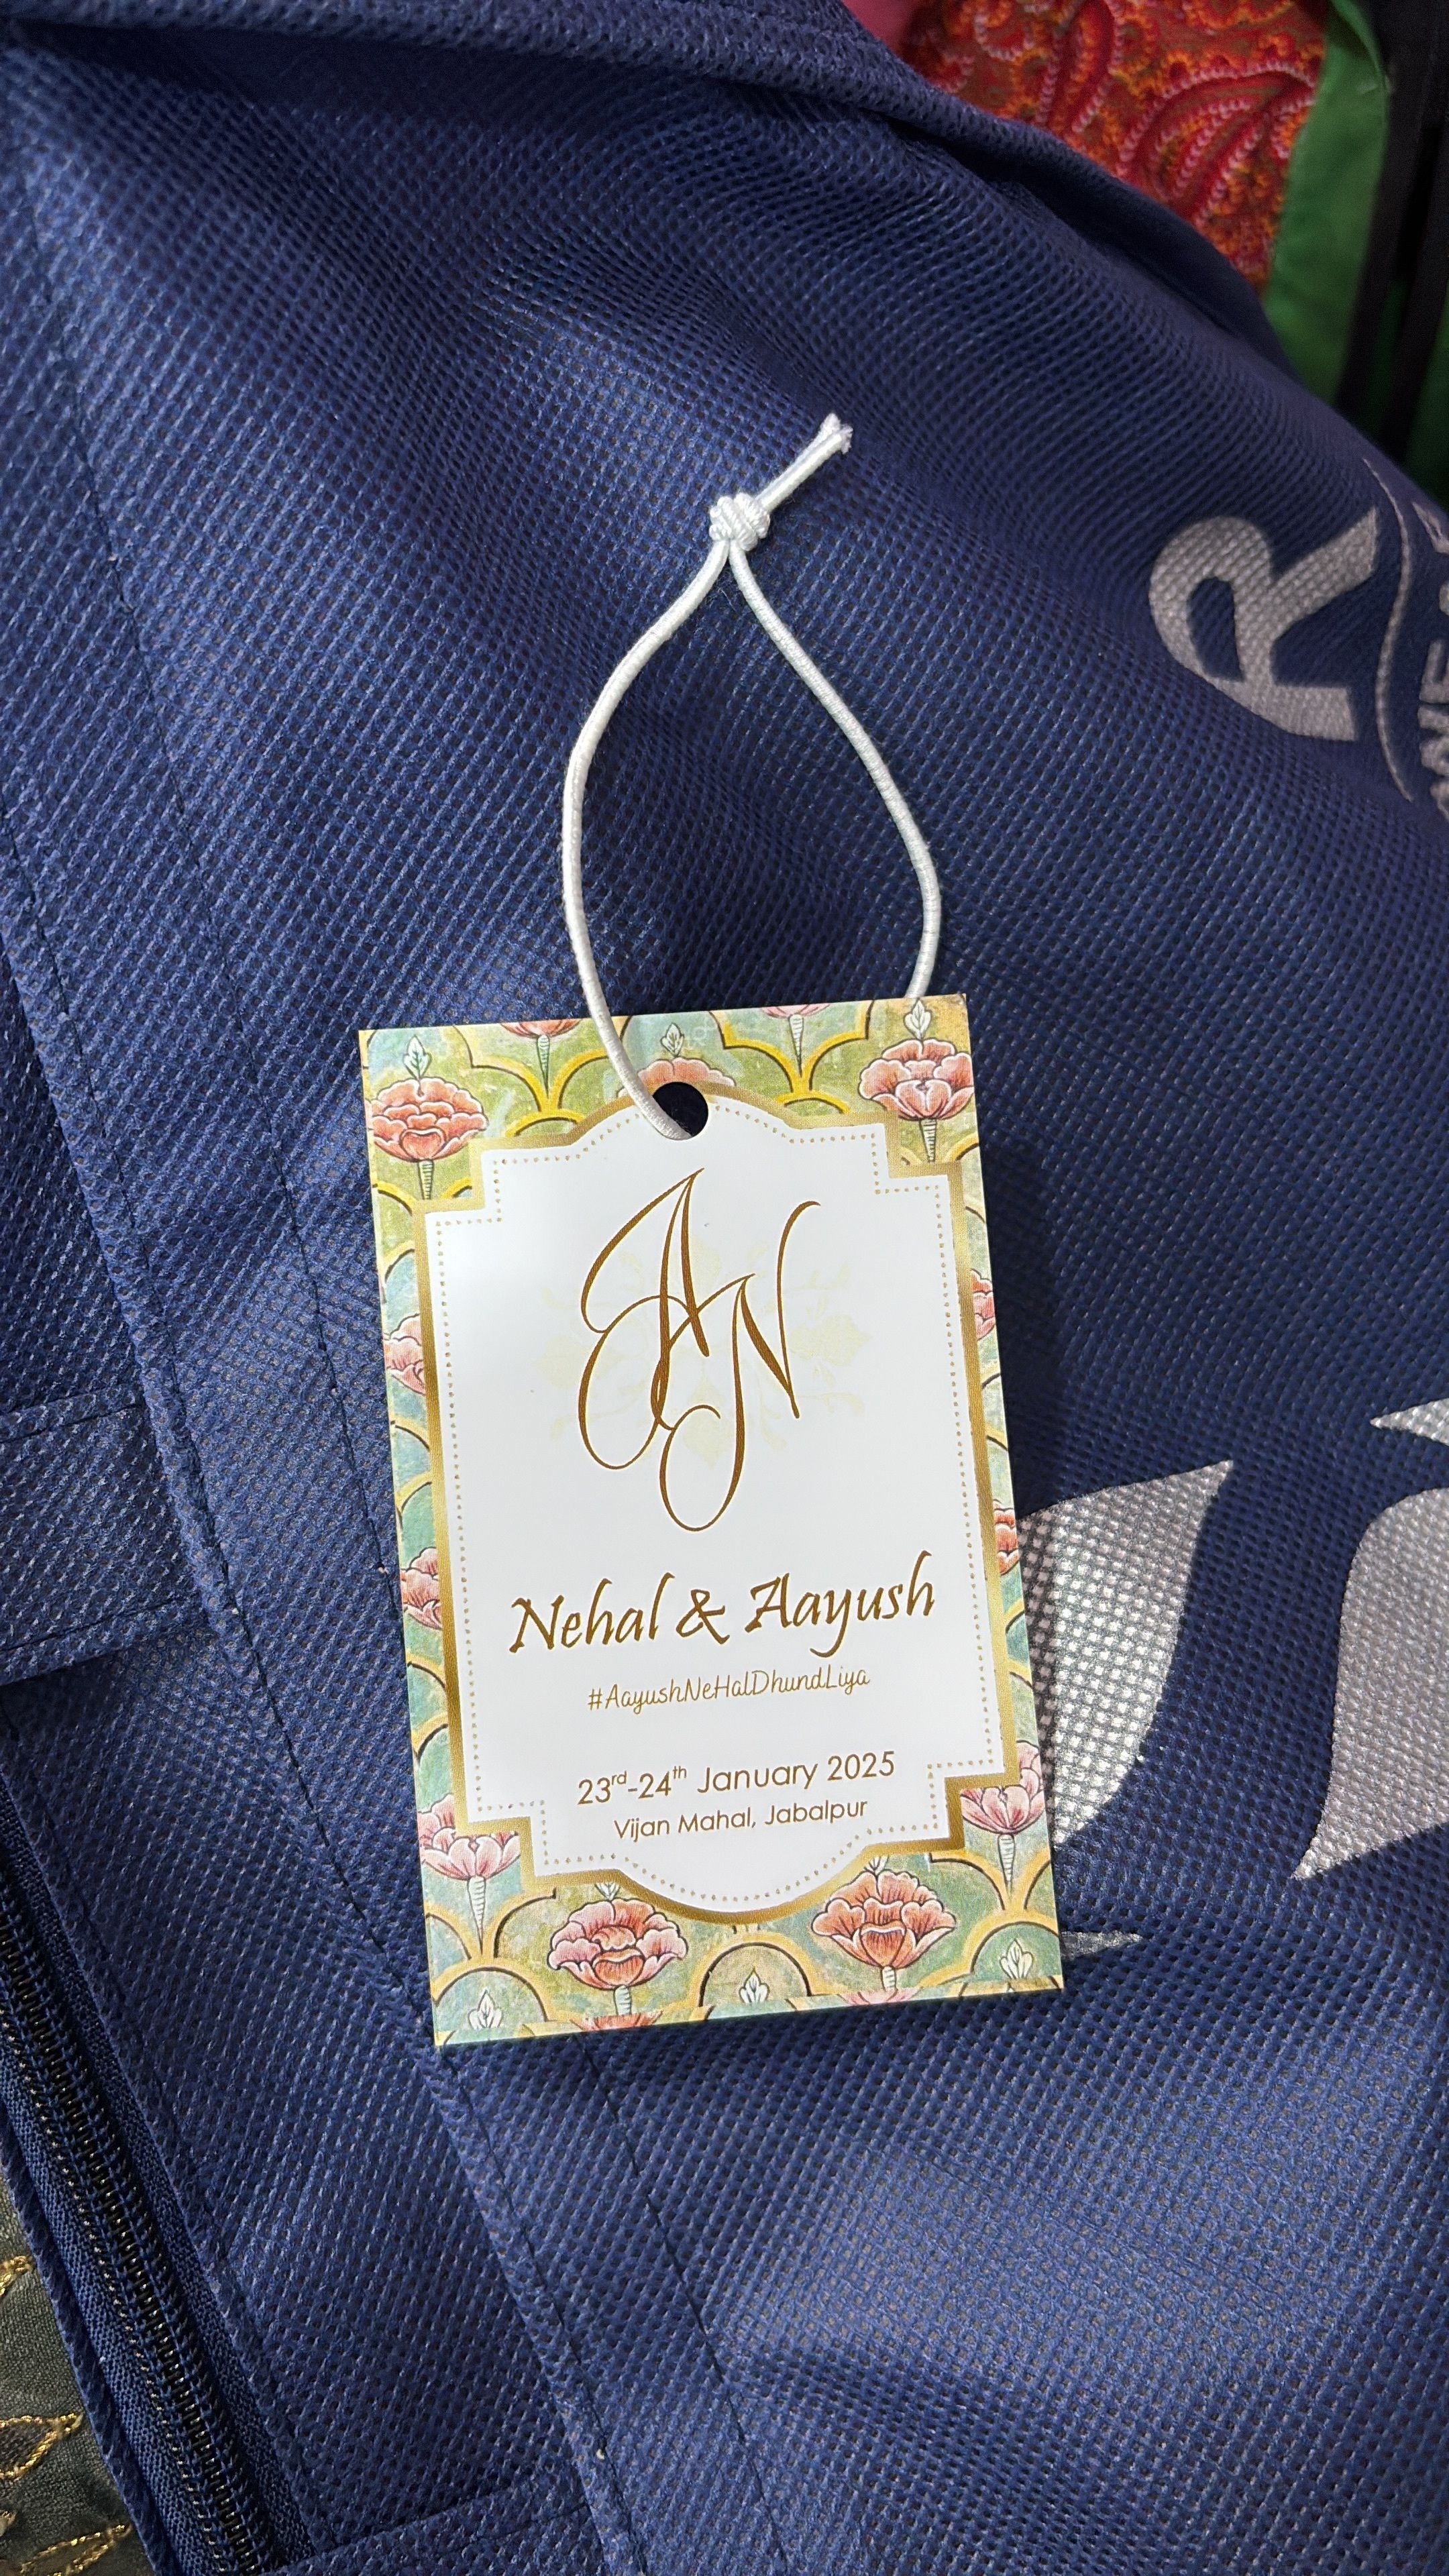 AN
Nehal & Aayush
#AayushNeHalDhundLiya
23rd-24th January 2025
Vijan Mahal, Jabalpur
R